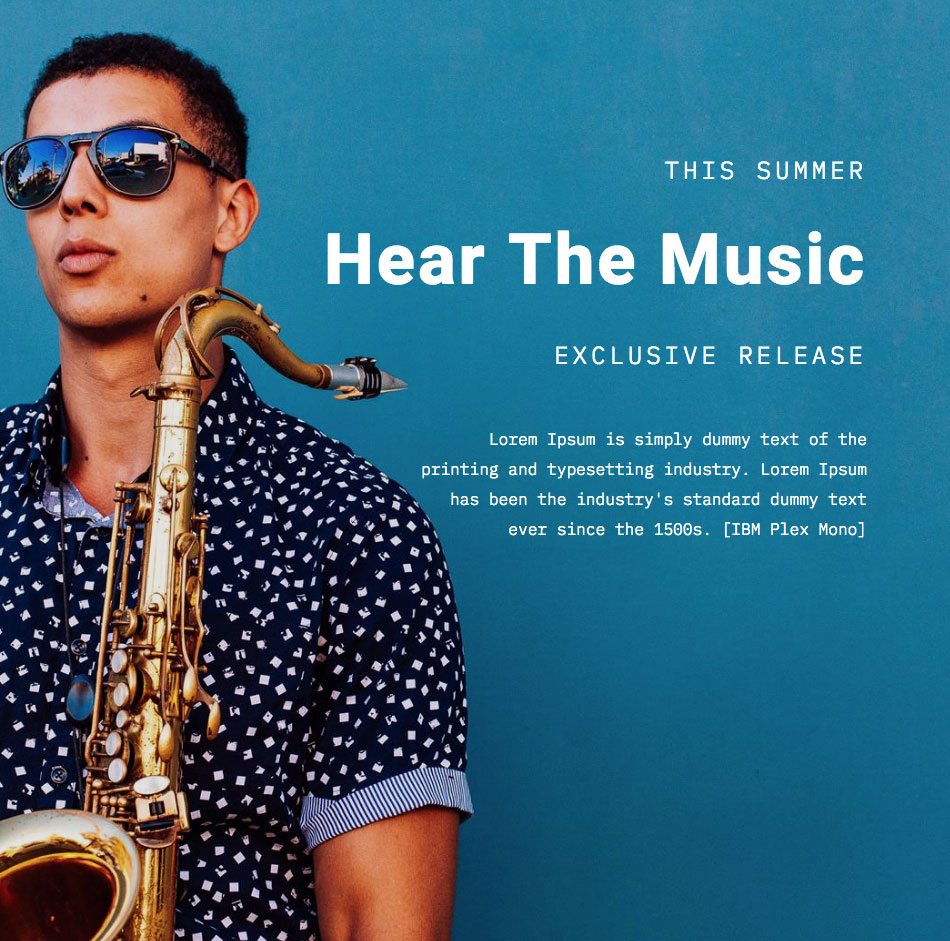 THIS SUMMER
Hear The Music
EXCLUSIVE RELEASE
Lorem Ipsum is simply dummy text of the
printing and typesetting industry. Lorem Ipsum
has been the industry's standard dummy text
ever since the 1500s. [IBM Plex Mono]